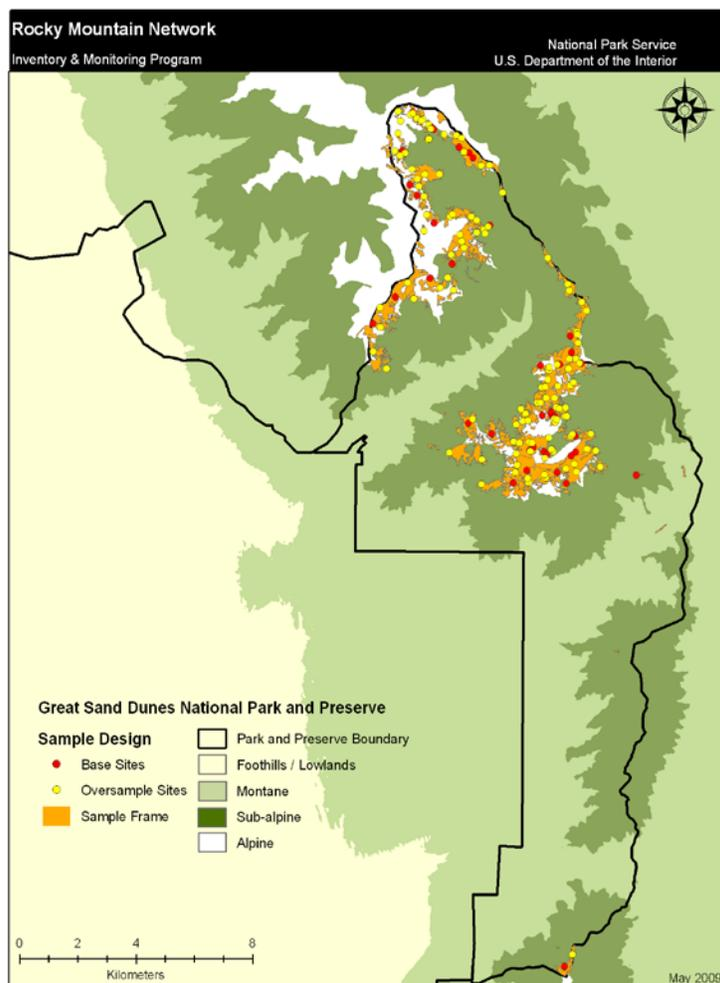 Rocky Mountain Network
National Park Service
Inventory & Monitoring Program
U.S. Department of the Interior
Great Sand Dunes National Park and Preserve
Sample Design
Base Sites
Oversample Sites
Sample Frame
Park and Preserve Boundary
Foothills / Lowlands
Montane
Sub-alpine
Alpine
0 2 4 8
Kilometers
May 2009